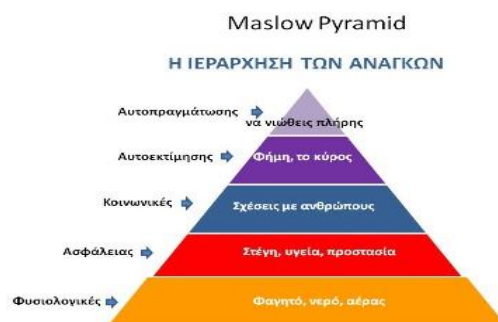 Maslow Pyramid
Η ΙΕΡΑΡΧΗΣΗ ΤΩΝ ΑΝΑΓΚΩΝ
Αυτοπραγμάτωσης
να νιώθεις πλήρης
Αυτοεκτίμησης
Φήμη, το κύρος
Κοινωνικές
Σχέσεις με ανθρώπους
Ασφάλειας
Στέγη, υγεία, προστασία
Φυσιολογικές
Φαγητό, νερό, αέρας